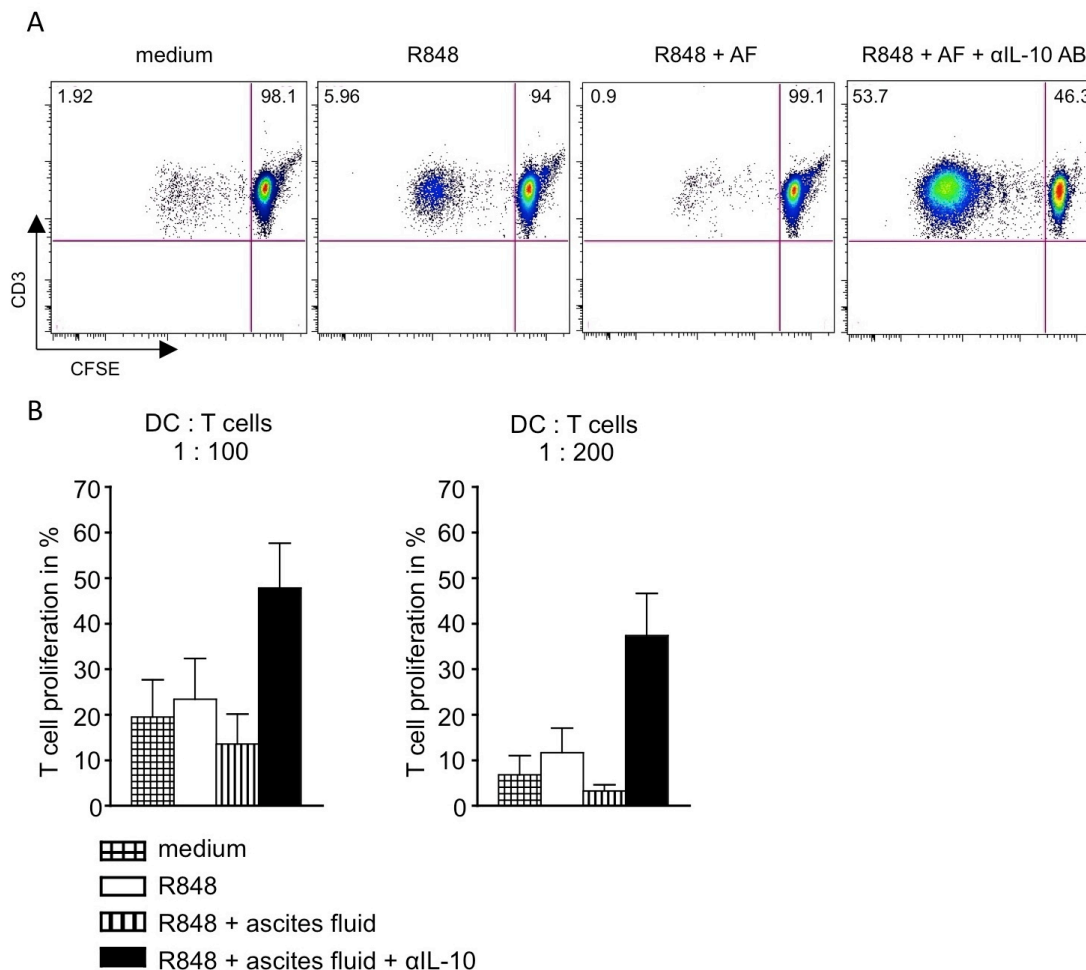 A
medium
R848
R848 + AF
R848 + AF + αIL-10 AB
1.92 98.1
5.96 94
0.9 99.1
53.7 46.3
CD3
CFSE
B
DC : T cells
1 : 100
DC : T cells
1 : 200
T cell proliferation in %
70
60
50
40
30
20
10
0
T cell proliferation in %
70
60
50
40
30
20
10
0
medium
R848
R848 + ascites fluid
R848 + ascites fluid + αIL-10